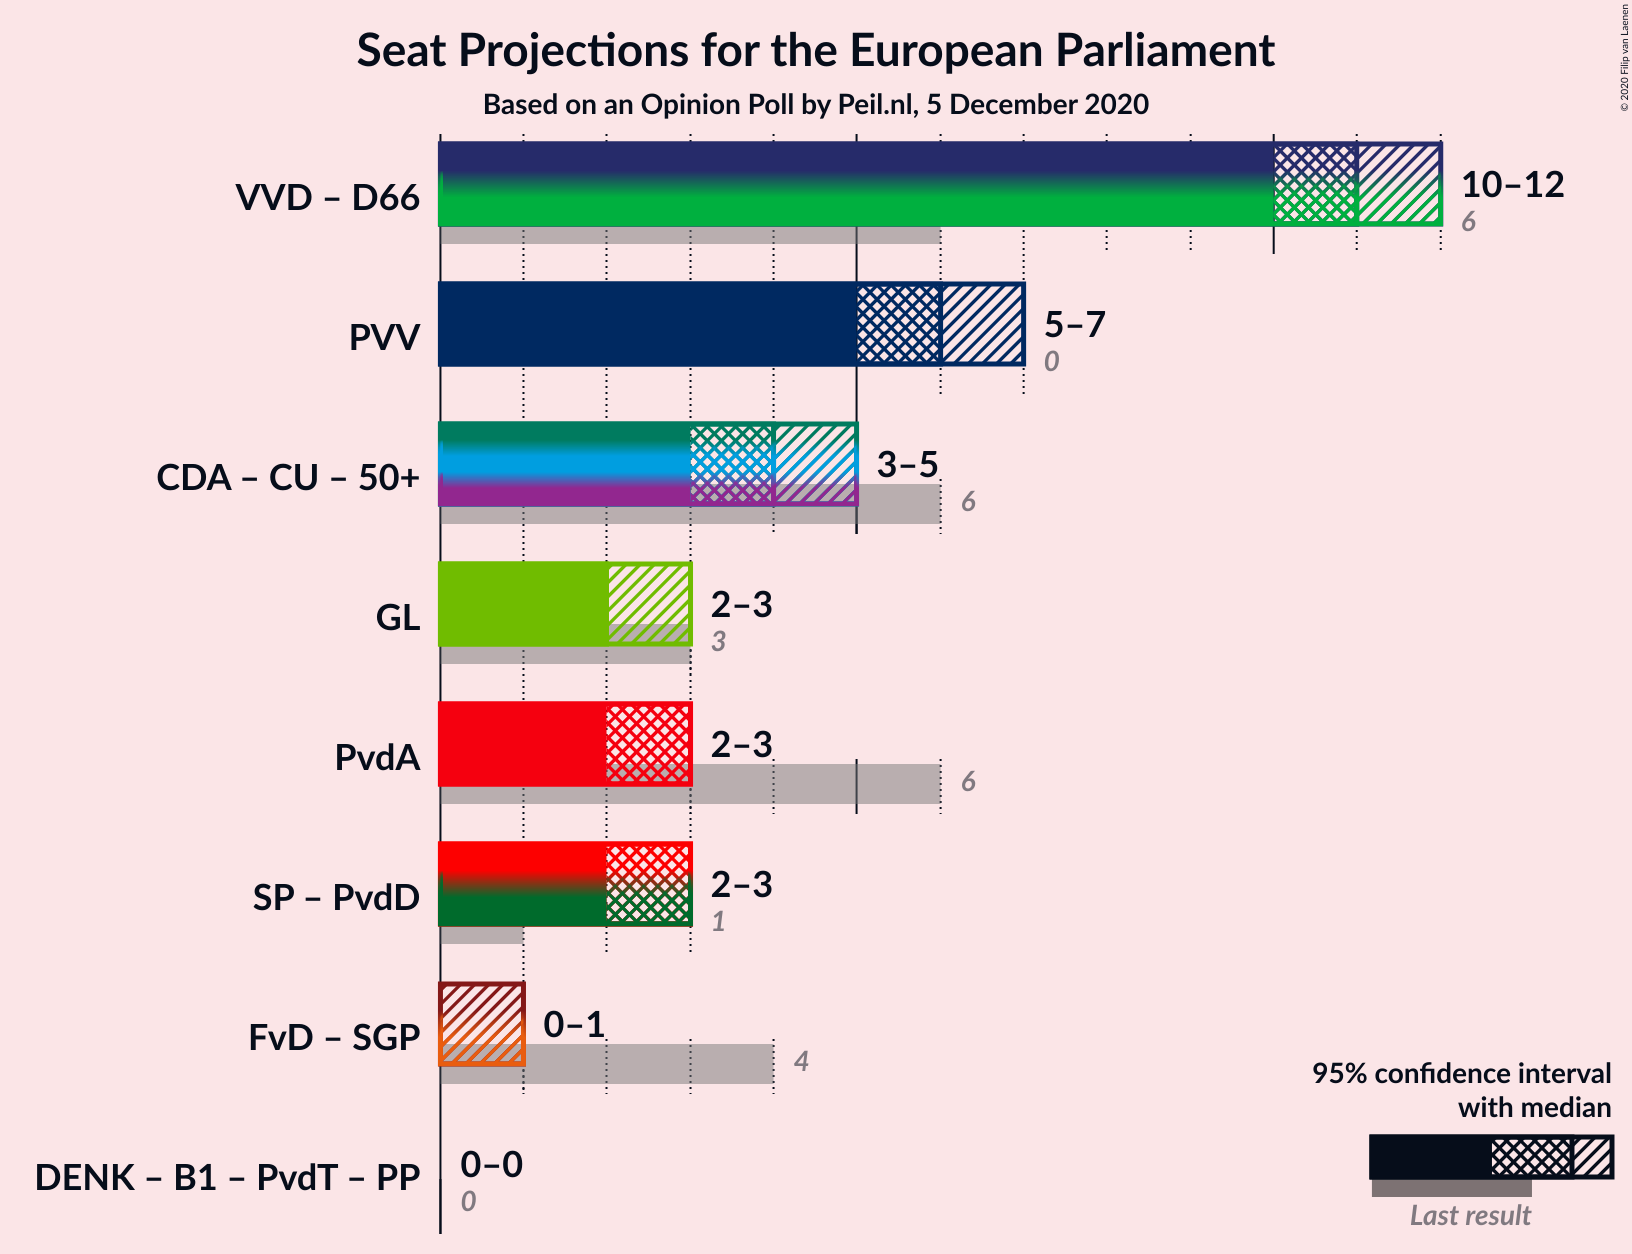 Seat Projections for the European Parliament
Based on an Opinion Poll by Peil.nl, 5 December 2020
© 2020 Filip van Laenen
VVD – D66
10–12
6
PVV
5–7
0
CDA – CU – 50+
3–5
6
GL
2–3
3
PvdA
2–3
6
SP – PvdD
2–3
1
FvD – SGP
0–1
4
DENK – B1 – PvdT – PP
0–0
0
95% confidence interval
with median
Last result